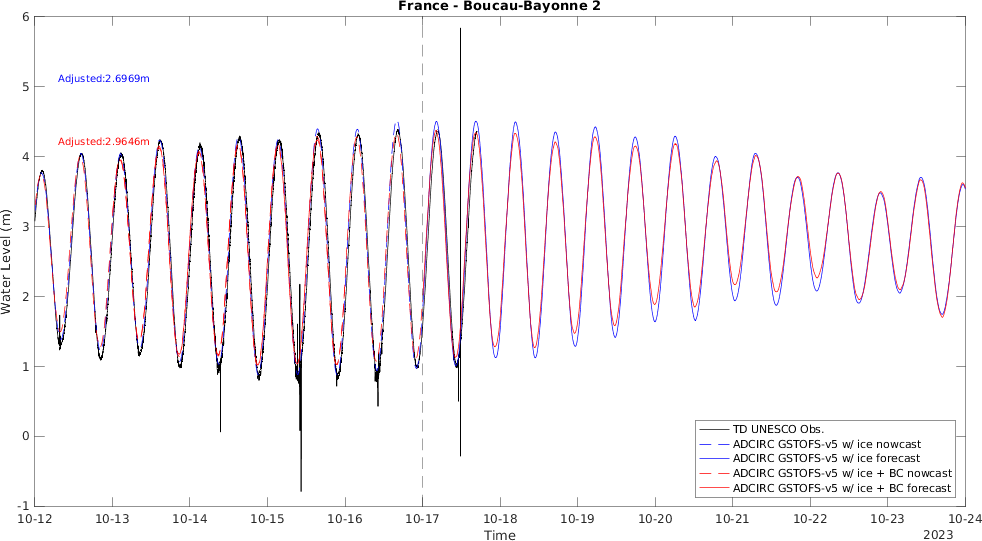 France - Boucau-Bayonne 2
6
5
4
3
2
1
0
-1
Water Level (m)
Adjusted:2.6969m
Adjusted:2.9646m
TD UNESCO Obs.
ADCIRC GSTOFS-v5 w/ ice nowcast
ADCIRC GSTOFS-v5 w/ ice forecast
ADCIRC GSTOFS-v5 w/ ice + BC nowcast
ADCIRC GSTOFS-v5 w/ ice + BC forecast
10-12 10-13 10-14 10-15 10-16 10-17 10-18 10-19 10-20 10-21 10-22 10-23 10-24
Time
2023